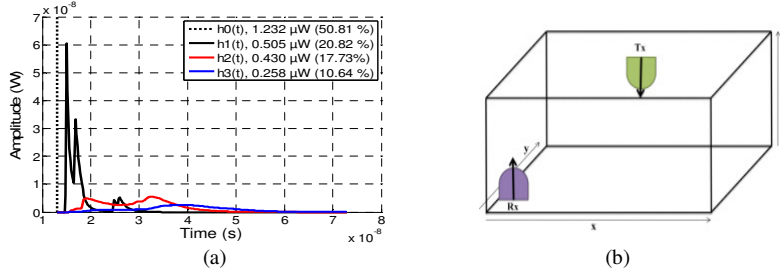 x 10^-8
7
6
5
4
3
2
1
0
Amplitude (W)
h0(t), 1.232 µW (50.81 %)
h1(t), 0.505 µW (20.82 %)
h2(t), 0.430 µW (17.73%)
h3(t), 0.258 µW (10.64 %)
1 2 3 4 5 6 7 8
Time (s)
x 10^-8
(a)
Tx
y
Rx
x
(b)